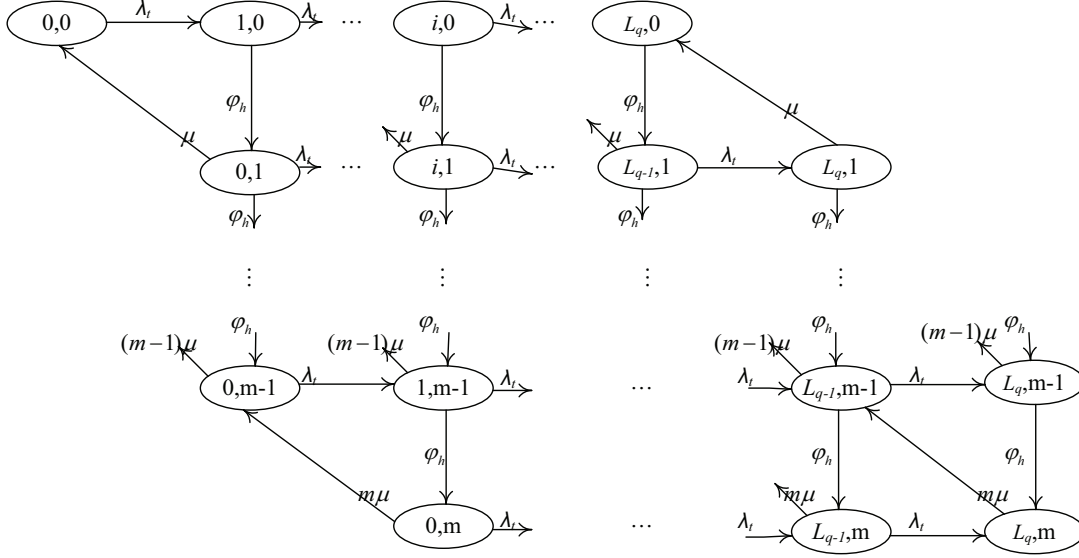 λt λt λt
0,0 1,0 ... i,0 ... Lq,0
φh φh φh
μ μ μ μ
λt λt λt
0,1 ... i,1 ... Lq-1,1 Lq,1
φh φh φh φh
⋮ ⋮ ⋮ ⋮
φh φh φh φh
(m−1)μ (m−1)μ (m−1)μ (m−1)μ
λt λt λt λt
0,m-1 1,m-1 ... Lq-1,m-1 Lq,m-1
φh φh φh
mμ mμ mμ
λt λt λt
0,m ... Lq-1,m Lq,m